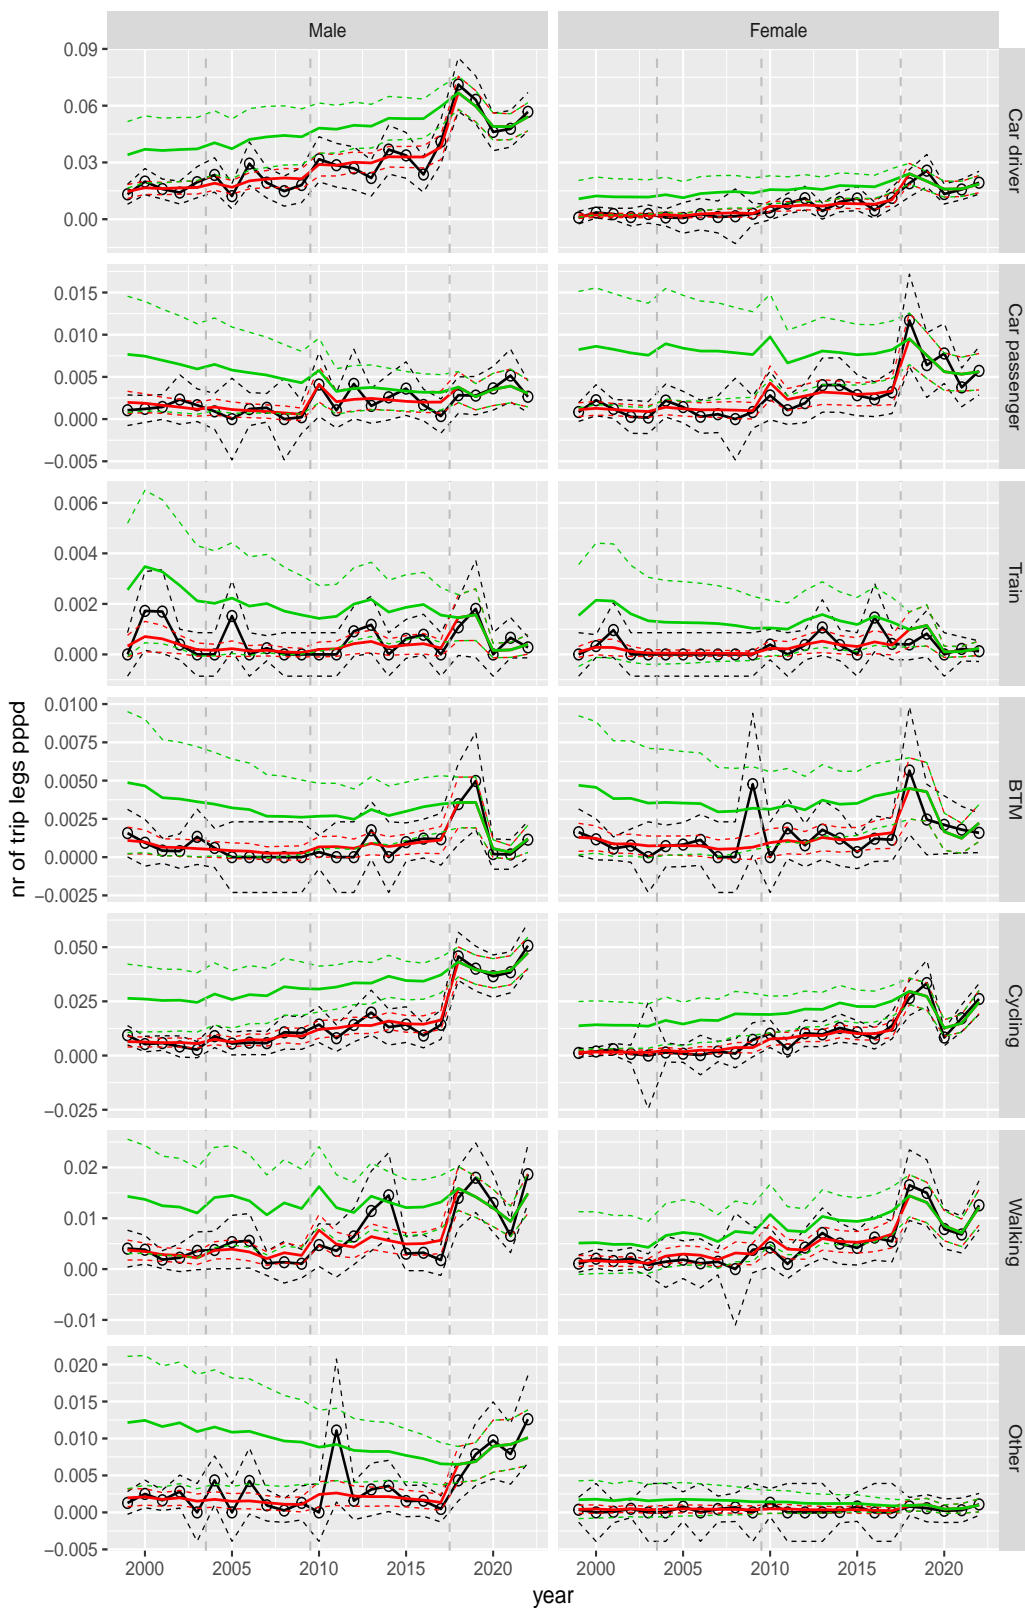 Male
Female
0.09
0.06
0.03
0.00
Car driver
0.015
0.010
0.005
0.000
−0.005
Car passenger
0.006
0.004
0.002
0.000
Train
0.0100
0.0075
0.0050
0.0025
0.0000
−0.0025
BTM
nr of trip legs pppd
0.050
0.025
0.000
−0.025
Cycling
0.02
0.01
0.00
−0.01
Walking
0.020
0.015
0.010
0.005
0.000
−0.005
Other
2000 2005 2010 2015 2020
2000 2005 2010 2015 2020
year